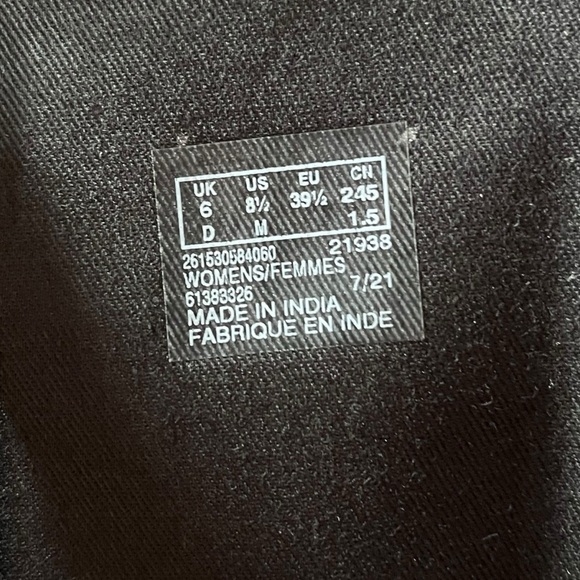 UK US EU CN
6 8½ 39½ 245
D M 1.5
261530584060 21938
WOMENS/FEMMES
61383326 7/21
MADE IN INDIA
FABRIQUE EN INDE